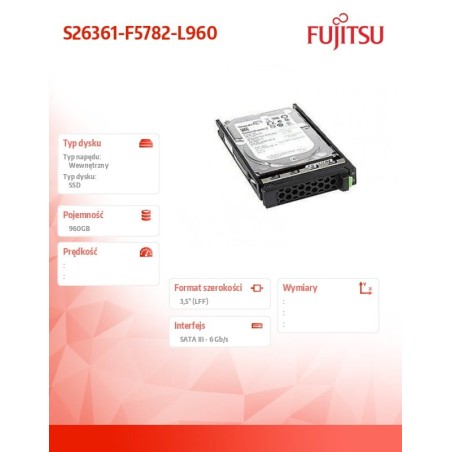 S26361-F5782-L960
FUJITSU
Typ dysku
Typ napędu:
Wewnętrzny
Typ dysku:
SSD
Pojemność
960GB
Prędkość
:
:
Format szerokości
3,5" (LFF)
Interfejs
SATA III - 6 Gb/s
Wymiary
Y
X
:
:
: